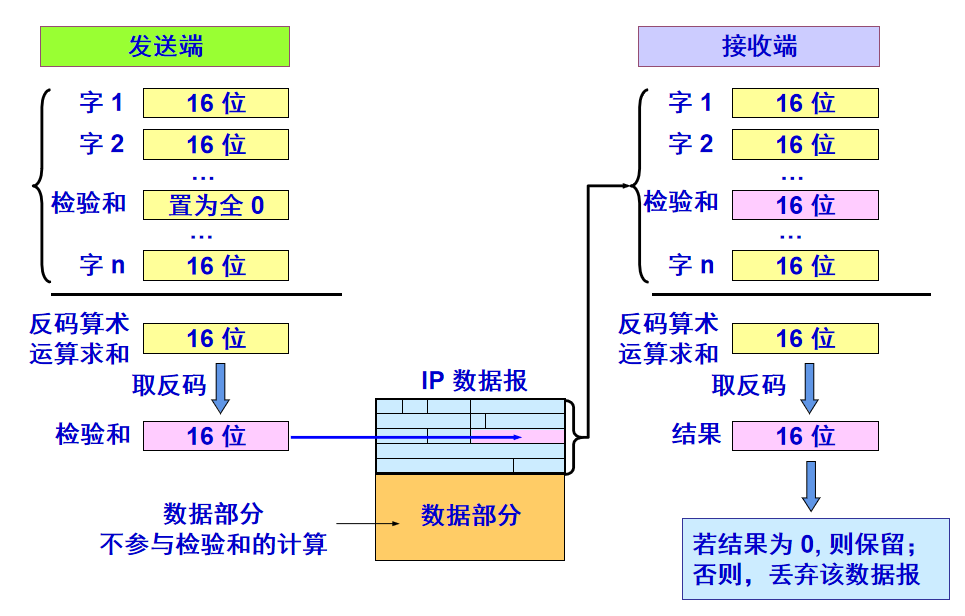 发送端
字 1 16 位
字 2 16 位
...
检验和 置为全 0
...
字 n 16 位
反码算术
运算求和 16 位
取反码
检验和 16 位
数据部分
不参与检验和的计算
IP 数据报
数据部分
接收端
字 1 16 位
字 2 16 位
...
检验和 16 位
...
字 n 16 位
反码算术
运算求和 16 位
取反码
结果 16 位
若结果为 0, 则保留；
否则，丢弃该数据报